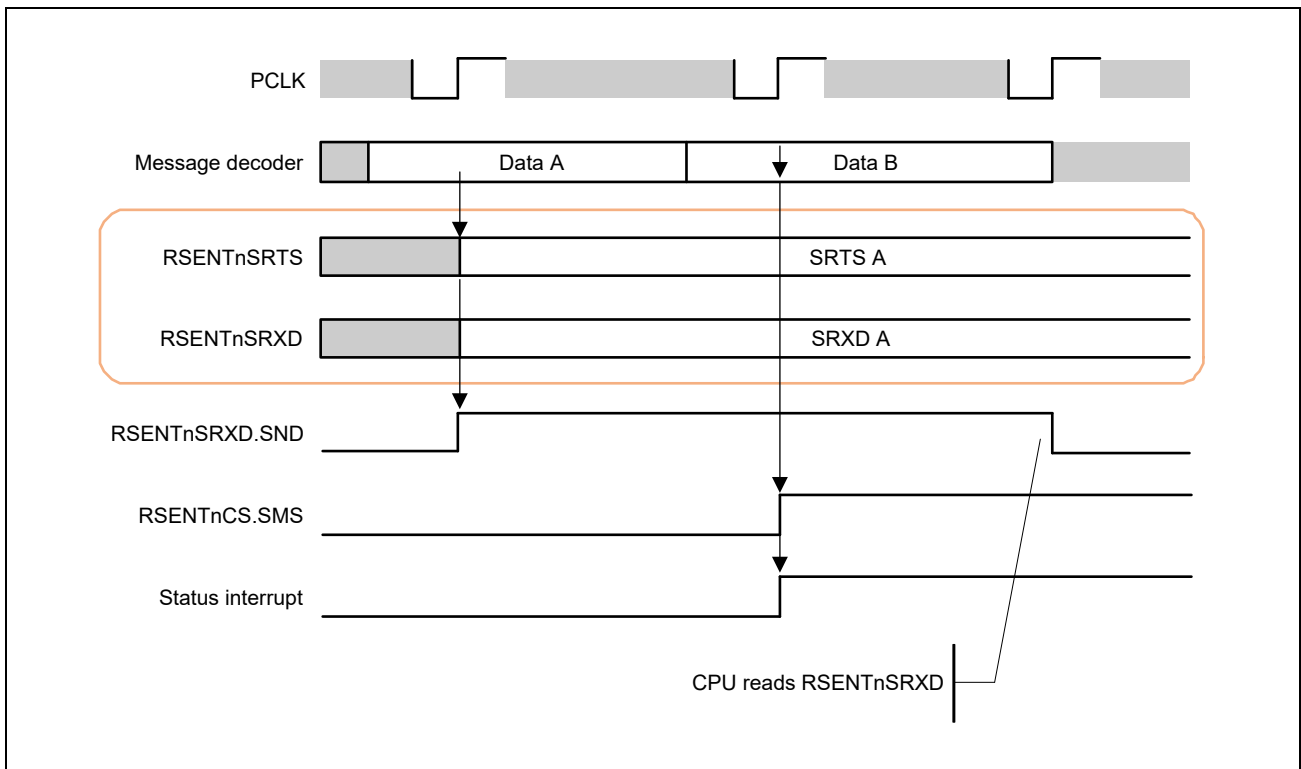 PCLK
Message decoder
Data A
Data B
RSENTnSRTS
SRTS A
RSENTnSRXD
SRXD A
RSENTnSRXD.SND
RSENTnCS.SMS
Status interrupt
CPU reads RSENTnSRXD